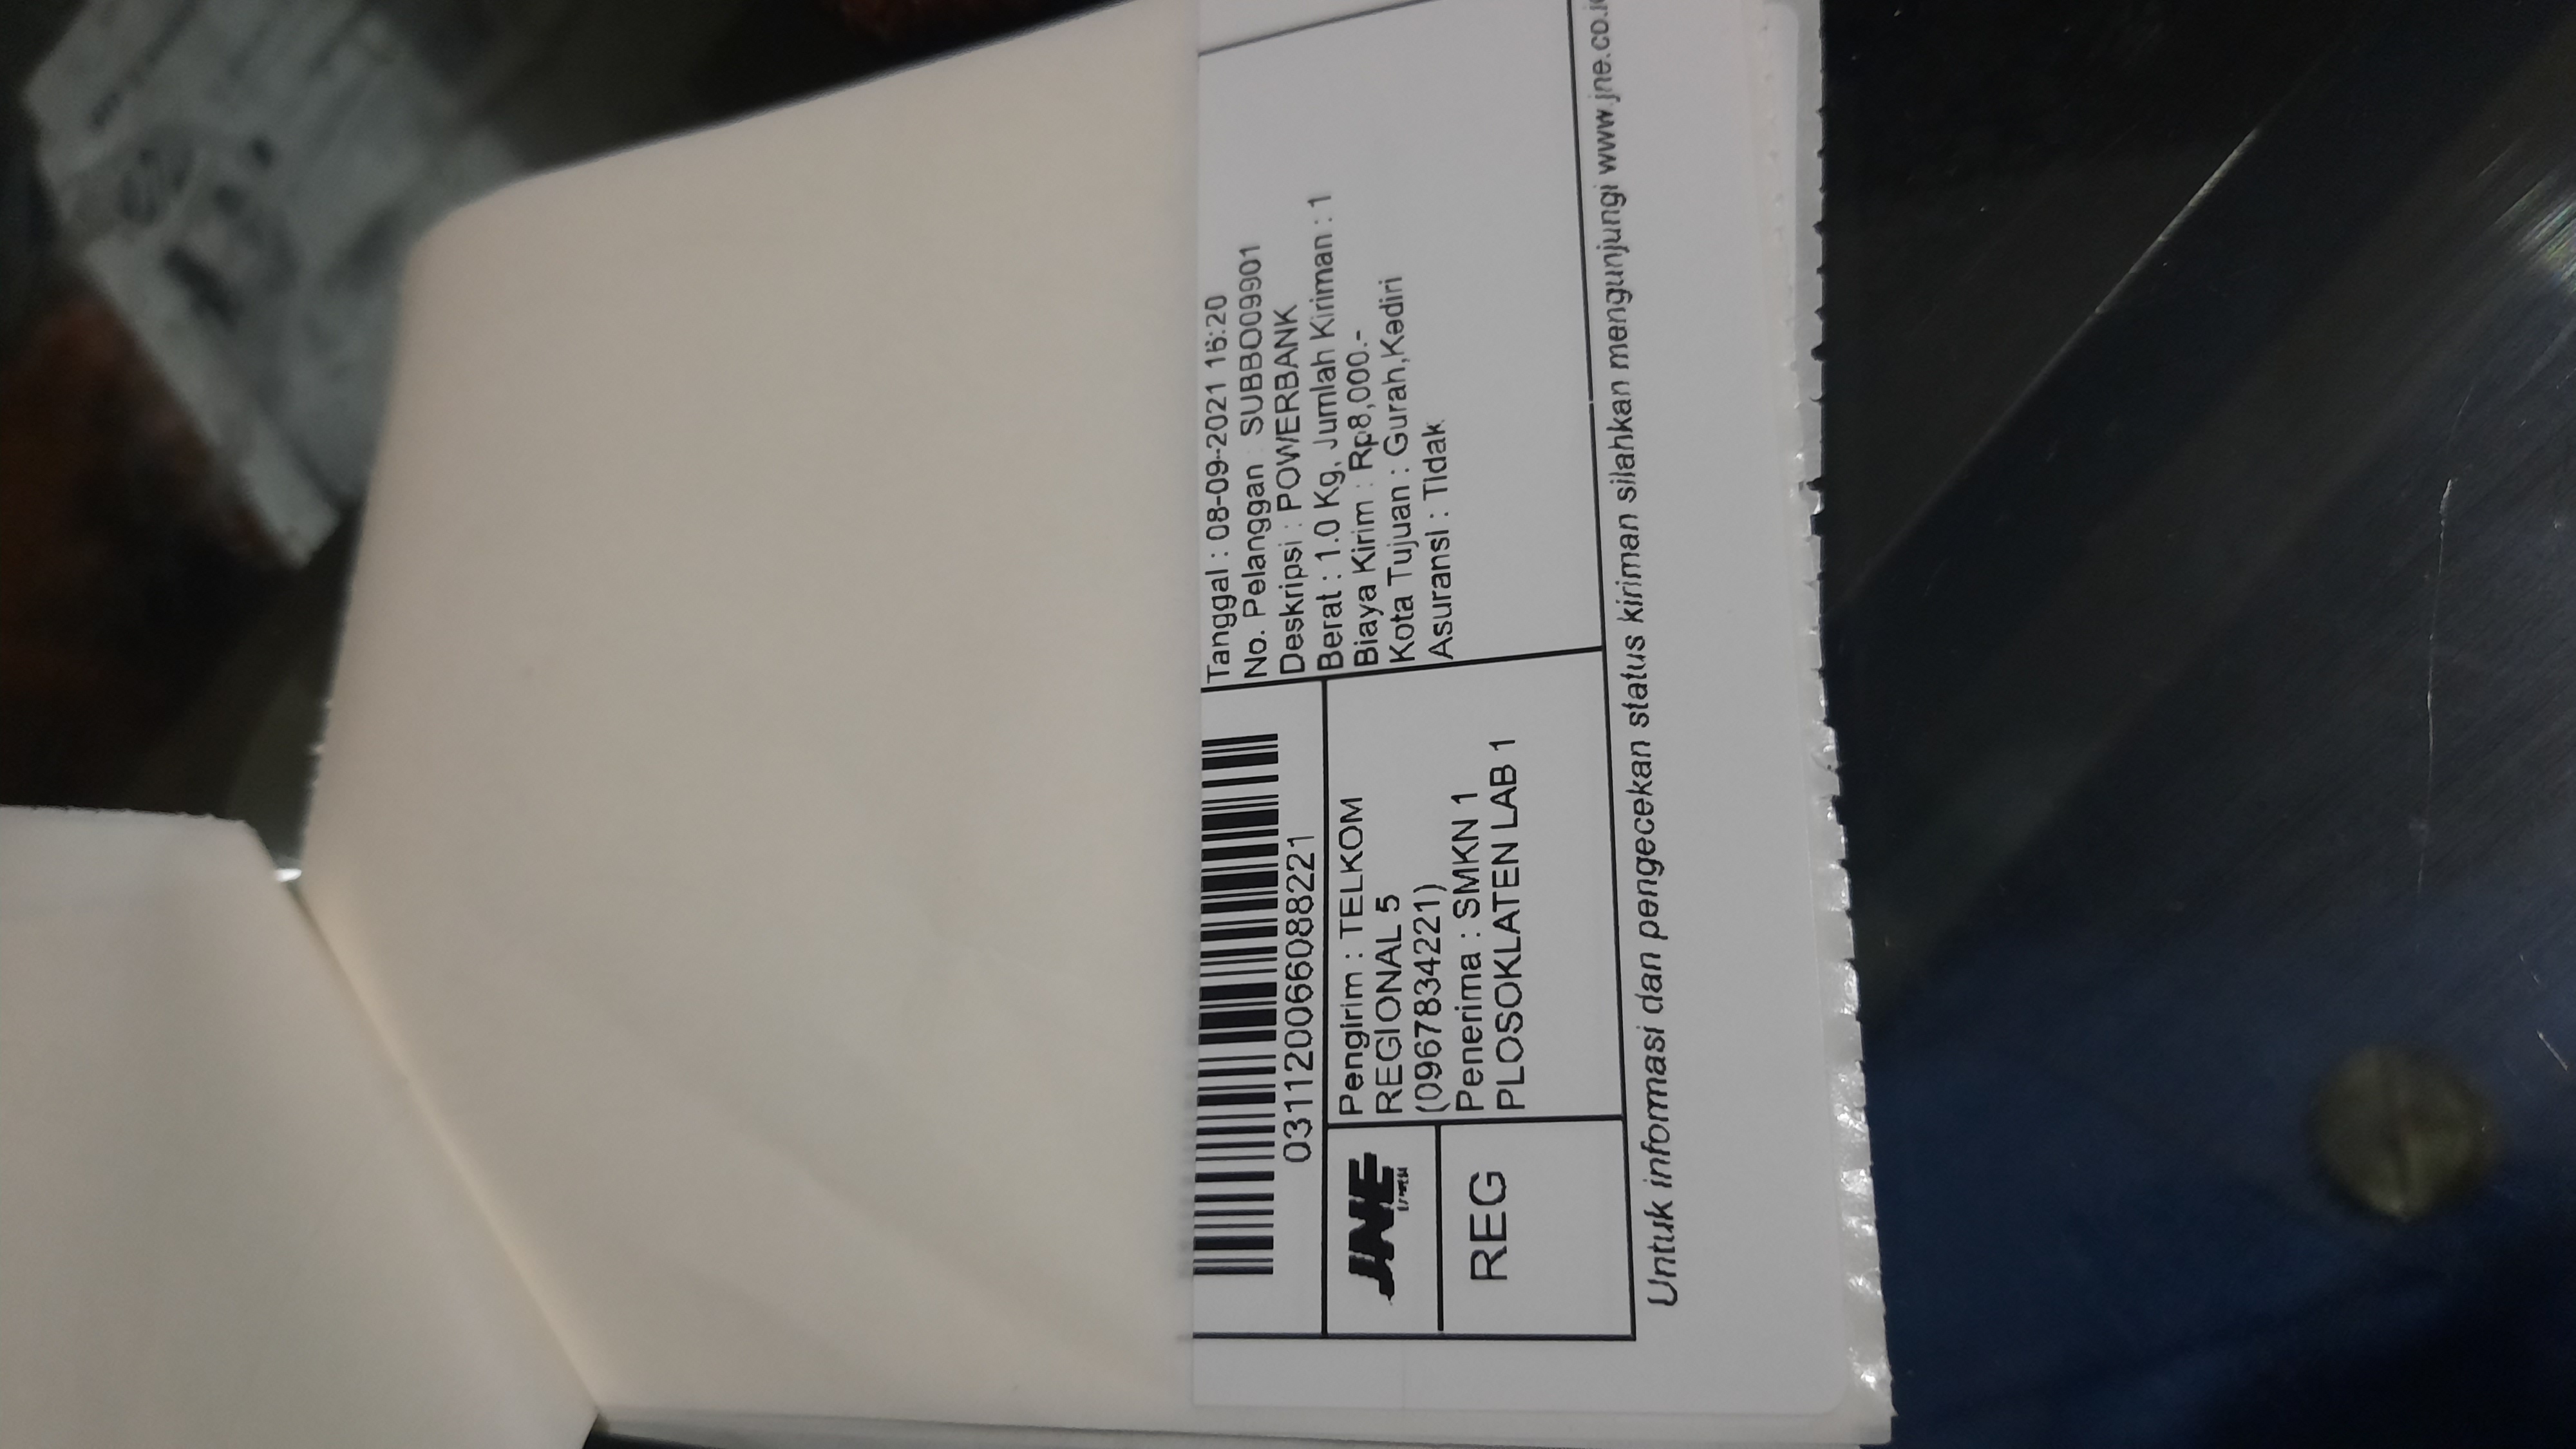 031120066088221
JNE
REG
Pengirim : TELKOM
REGIONAL 5
(0967834221)
Penerima : SMKN 1
PLOSOKLATEN LAB 1
Tanggal : 08-09-2021 16:20
No. Pelanggan : SUBBO09901
Deskripsi : POWERBANK
Berat : 1.0 Kg, Jumlah Kiriman : 1
Biaya Kirim : Rp8,000.-
Kota Tujuan : Gurah,Kediri
Asuransi : Tidak
Untuk informasi dan pengecekan status kiriman silahkan mengunjungi www.jne.co.id